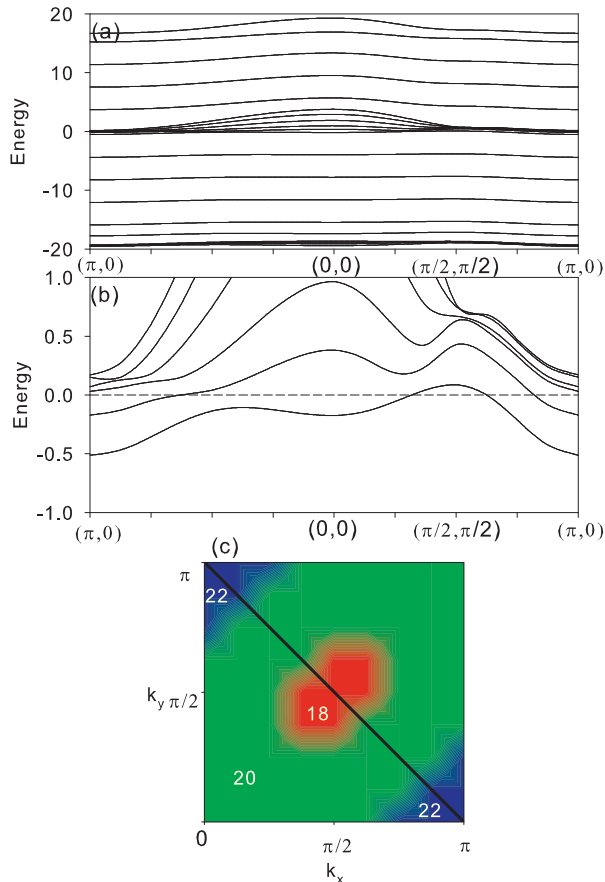 20
(a)
10
Energy
0
-10
-20
(π,0) (0,0) (π/2,π/2) (π,0)
1.0
(b)
0.5
Energy
0.0
-0.5
-1.0
(π,0) (0,0) (π/2,π/2) (π,0)
(c)
π
22
k_y π/2
18
20
22
0 π/2 π
k_x